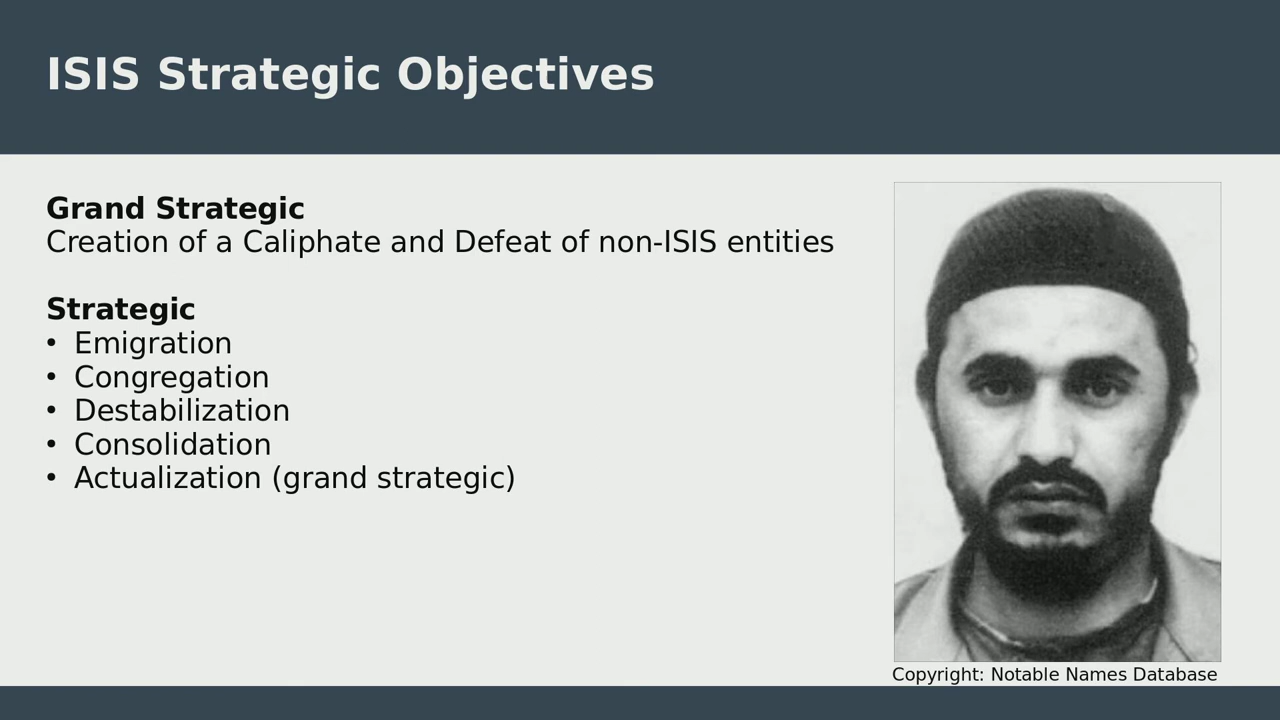 ISIS Strategic Objectives
Grand Strategic
Creation of a Caliphate and Defeat of non-ISIS entities
Strategic
• Emigration
• Congregation
• Destabilization
• Consolidation
• Actualization (grand strategic)
Copyright: Notable Names Database